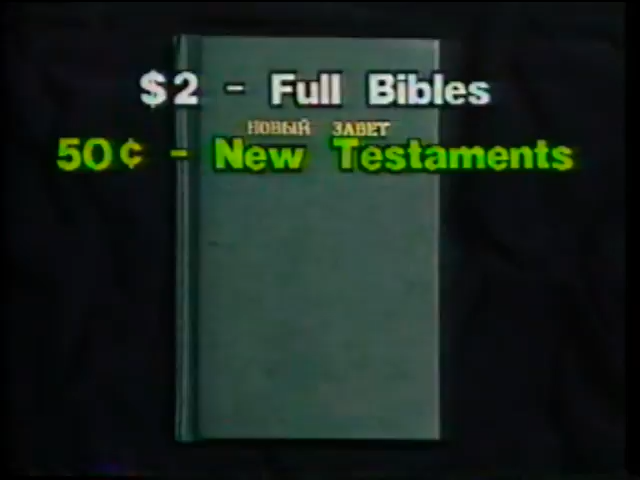 $2 - Full Bibles
НОВЫЙ ЗАВЕТ
50¢ - New Testaments